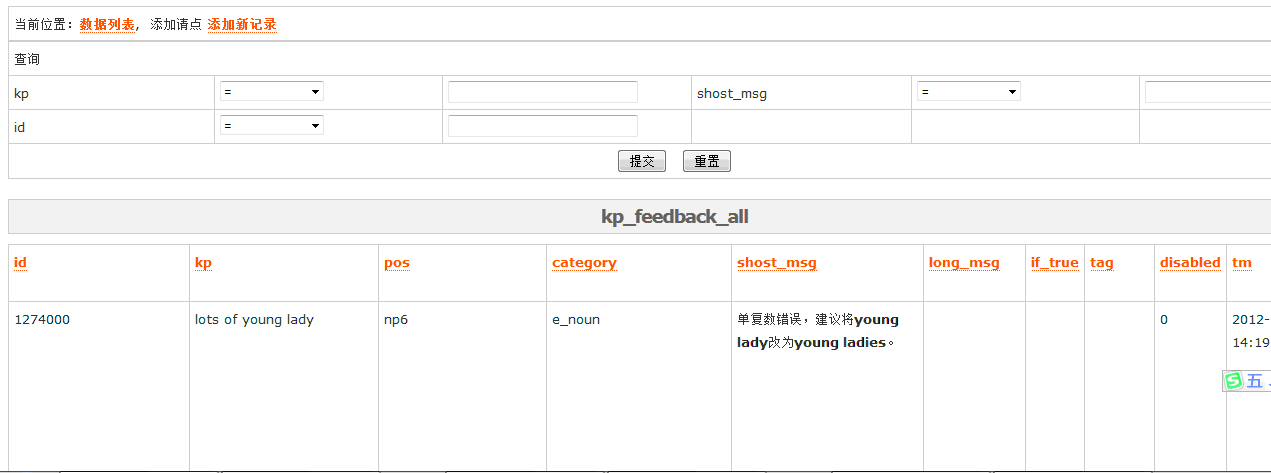 当前位置：数据列表, 添加请点 添加新记录
查询
kp = shost_msg =
id =
提交 重置
kp_feedback_all
id kp pos category shost_msg long_msg if_true tag disabled tm
1274000 lots of young lady np6 e_noun 单复数错误，建议将young 0 2012-
lady改为young ladies。 14:19
五